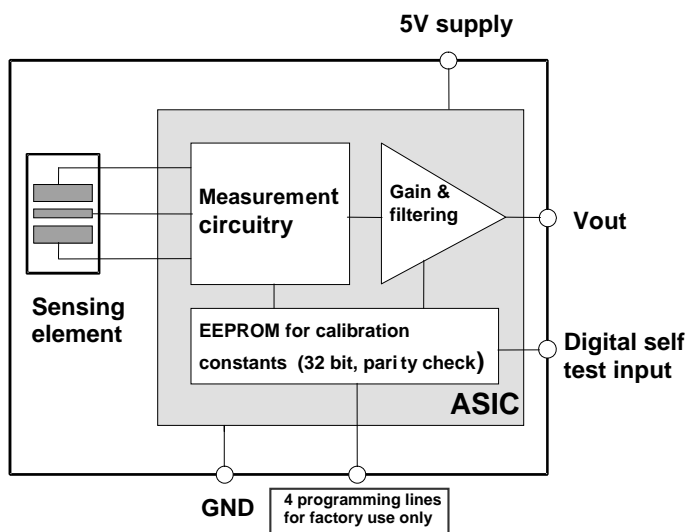 5V supply
Measurement
circuitry
Gain &
filtering
Vout
Sensing
element
EEPROM for calibration
constants (32 bit, parity check)
Digital self
test input
ASIC
GND
4 programming lines
for factory use only